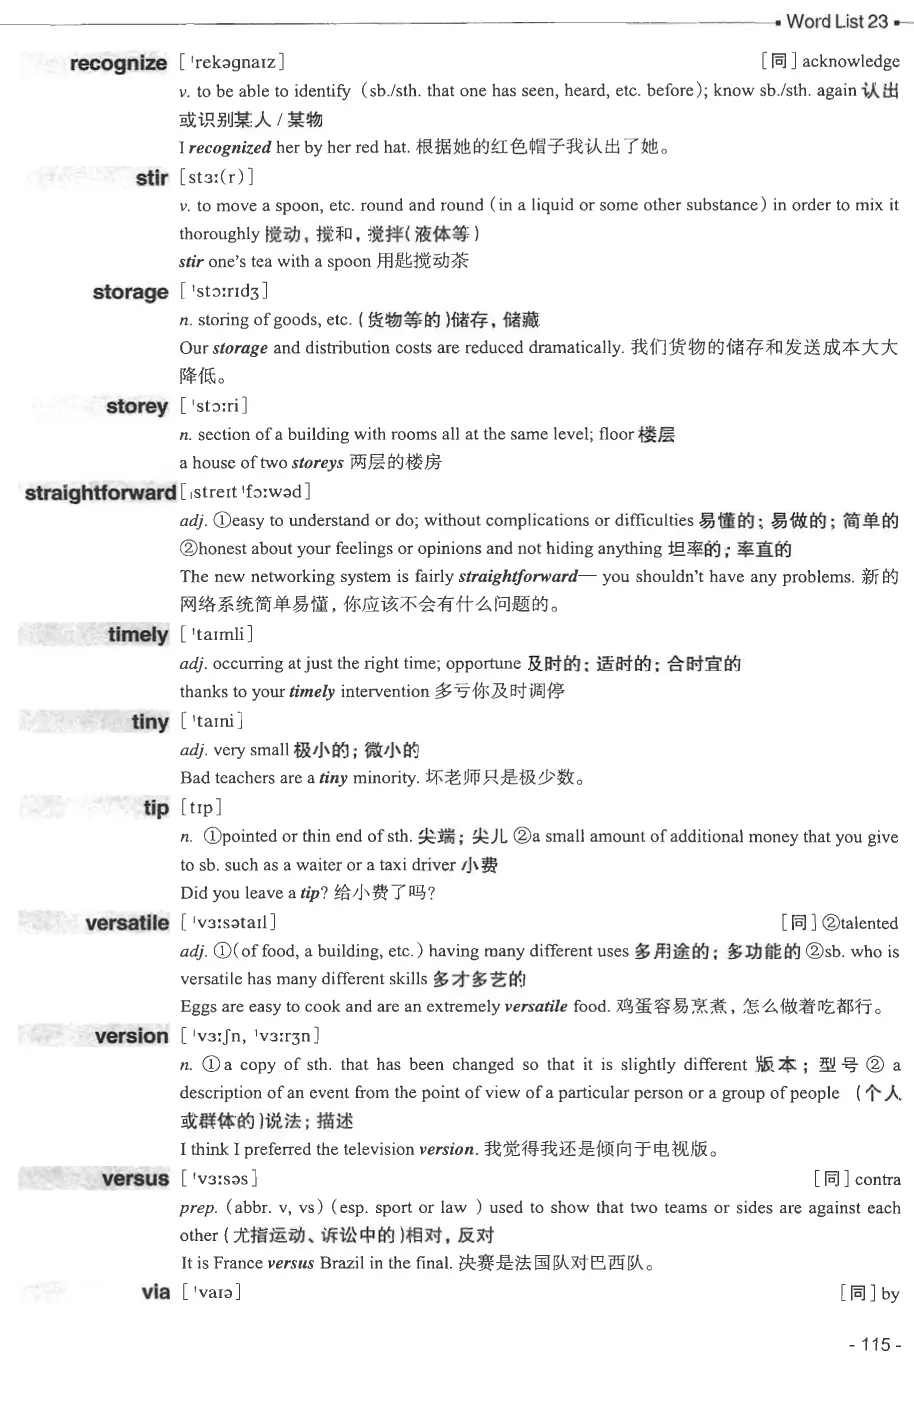 Word List 23
recognize [ˈrekəgnaɪz] [同] acknowledge
v. to be able to identify (sb./sth. that one has seen, heard, etc. before); know sb./sth. again 认出
或识别某人/某物
I recognized her by her red hat. 根据她的红色帽子我认出了她。
stir [stɜː(r)]
v. to move a spoon, etc. round and round (in a liquid or some other substance) in order to mix it
thoroughly 搅动,搅和,搅拌(液体等)
stir one's tea with a spoon 用匙搅动茶
storage [ˈstɔːrɪdʒ]
n. storing of goods, etc. (货物等的)储存,储藏
Our storage and distribution costs are reduced dramatically. 我们货物的储存和发送成本大大
降低。
storey [ˈstɔːri]
n. section of a building with rooms all at the same level; floor 楼层
a house of two storeys 两层的楼房
straightforward [ˌstreɪtˈfɔːwəd]
adj. ①easy to understand or do; without complications or difficulties 易懂的;易做的;简单的
②honest about your feelings or opinions and not hiding anything 坦率的;率直的
The new networking system is fairly straightforward— you shouldn't have any problems. 新的
网络系统简单易懂,你应该不会有什么问题的。
timely [ˈtaɪmli]
adj. occurring at just the right time; opportune 及时的;适时的;合时宜的
thanks to your timely intervention 多亏你及时调停
tiny [ˈtaɪni]
adj. very small 极小的;微小的
Bad teachers are a tiny minority. 坏老师只是极少数。
tip [tɪp]
n. ①pointed or thin end of sth. 尖端;尖儿 ②a small amount of additional money that you give
to sb. such as a waiter or a taxi driver 小费
Did you leave a tip? 给小费了吗?
versatile [ˈvɜːsətaɪl] [同] ②talented
adj. ①(of food, a building, etc.) having many different uses 多用途的;多功能的 ②sb. who is
versatile has many different skills 多才多艺的
Eggs are easy to cook and are an extremely versatile food. 鸡蛋容易烹煮,怎么做着吃都行。
version [ˈvɜːʃn, ˈvɜːrʒn]
n. ①a copy of sth. that has been changed so that it is slightly different 版本;型号 ② a
description of an event from the point of view of a particular person or a group of people (个人
或群体的)说法;描述
I think I preferred the television version. 我觉得我还是倾向于电视版。
versus [ˈvɜːsəs] [同] contra
prep. (abbr. v, vs) (esp. sport or law ) used to show that two teams or sides are against each
other (尤指运动、诉讼中的)相对,反对
It is France versus Brazil in the final. 决赛是法国队对巴西队。
via [ˈvaɪə] [同] by
- 115 -